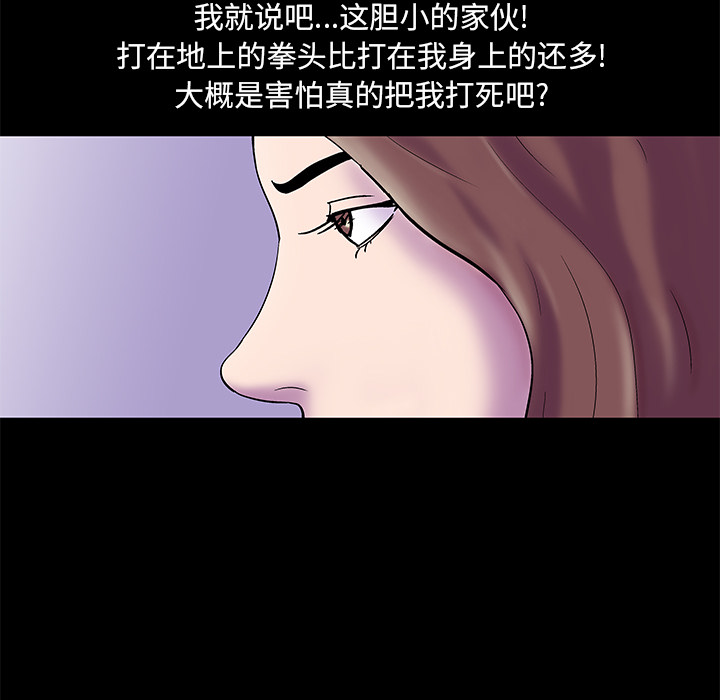 我就说吧...这胆小的家伙!
打在地上的拳头比打在我身上的还多!
大概是害怕真的把我打死吧?